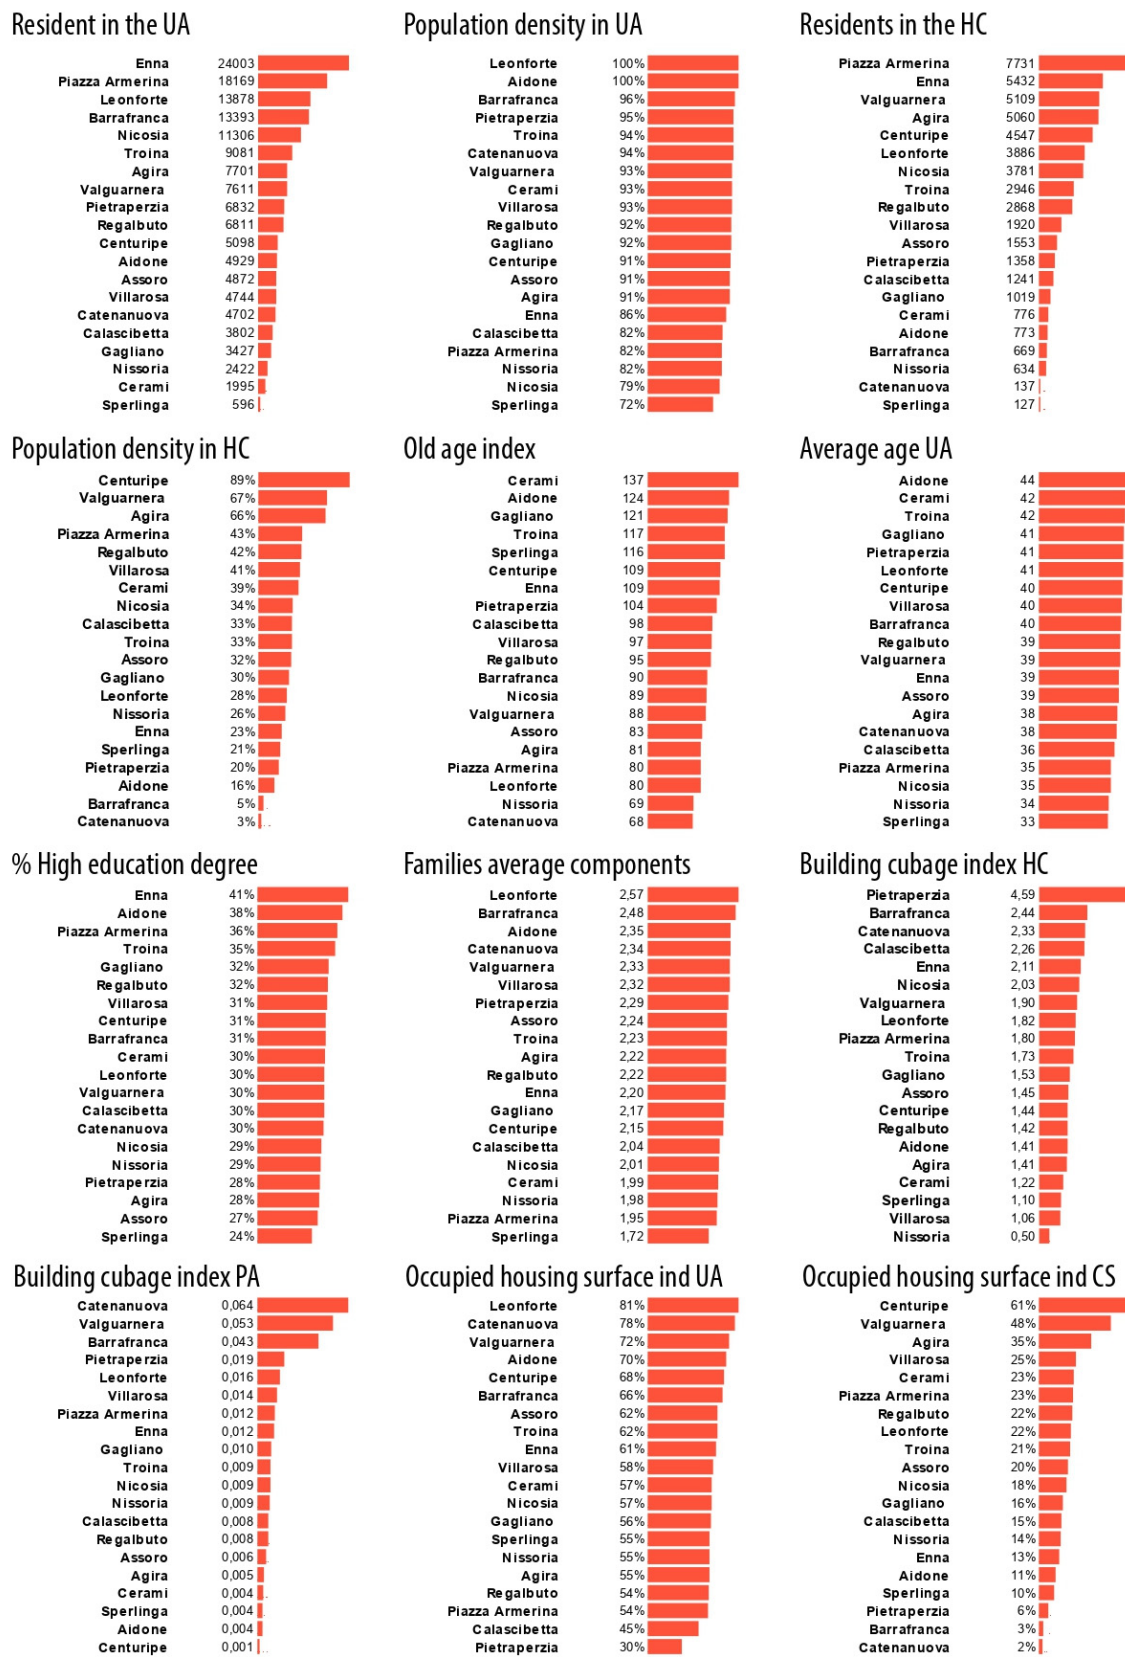 Resident in the UA
Enna 24003
Piazza Armerina 18169
Leonforte 13878
Barrafranca 13393
Nicosia 11306
Troina 9081
Agira 7701
Valguarnera 7611
Pietraperzia 6832
Regalbuto 6811
Centuripe 5098
Aidone 4929
Assoro 4872
Villarosa 4744
Catenanuova 4702
Calascibetta 3802
Gagliano 3427
Nissoria 2422
Cerami 1995
Sperlinga 596
Population density in UA
Leonforte 100%
Aidone 100%
Barrafranca 96%
Pietraperzia 95%
Troina 94%
Catenanuova 94%
Valguarnera 93%
Cerami 93%
Villarosa 93%
Regalbuto 92%
Gagliano 92%
Centuripe 91%
Assoro 91%
Agira 91%
Enna 86%
Calascibetta 82%
Piazza Armerina 82%
Nissoria 82%
Nicosia 79%
Sperlinga 72%
Residents in the HC
Piazza Armerina 7731
Enna 5432
Valguarnera 5109
Agira 5060
Centuripe 4547
Leonforte 3886
Nicosia 3781
Troina 2946
Regalbuto 2868
Villarosa 1920
Assoro 1553
Pietraperzia 1358
Calascibetta 1241
Gagliano 1019
Cerami 776
Aidone 773
Barrafranca 669
Nissoria 634
Catenanuova 137
Sperlinga 127
Population density in HC
Centuripe 89%
Valguarnera 67%
Agira 66%
Piazza Armerina 43%
Regalbuto 42%
Villarosa 41%
Cerami 39%
Nicosia 34%
Calascibetta 33%
Troina 33%
Assoro 32%
Gagliano 30%
Leonforte 28%
Nissoria 26%
Enna 23%
Sperlinga 21%
Pietraperzia 20%
Aidone 16%
Barrafranca 5%
Catenanuova 3%
Old age index
Cerami 137
Aidone 124
Gagliano 121
Troina 117
Sperlinga 116
Centuripe 109
Enna 109
Pietraperzia 104
Calascibetta 98
Villarosa 97
Regalbuto 95
Barrafranca 90
Nicosia 89
Valguarnera 88
Assoro 83
Agira 81
Piazza Armerina 80
Leonforte 80
Nissoria 69
Catenanuova 68
Average age UA
Aidone 44
Cerami 42
Troina 42
Gagliano 41
Pietraperzia 41
Leonforte 41
Centuripe 40
Villarosa 40
Barrafranca 40
Regalbuto 39
Valguarnera 39
Enna 39
Assoro 39
Agira 38
Catenanuova 38
Calascibetta 36
Piazza Armerina 35
Nicosia 35
Nissoria 34
Sperlinga 33
% High education degree
Enna 41%
Aidone 38%
Piazza Armerina 36%
Troina 35%
Gagliano 32%
Regalbuto 32%
Villarosa 31%
Centuripe 31%
Barrafranca 31%
Cerami 30%
Leonforte 30%
Valguarnera 30%
Calascibetta 30%
Catenanuova 30%
Nicosia 29%
Nissoria 29%
Pietraperzia 28%
Agira 28%
Assoro 27%
Sperlinga 24%
Families average components
Leonforte 2,57
Barrafranca 2,48
Aidone 2,35
Catenanuova 2,34
Valguarnera 2,33
Villarosa 2,32
Pietraperzia 2,29
Assoro 2,24
Troina 2,23
Agira 2,22
Regalbuto 2,22
Enna 2,20
Gagliano 2,17
Centuripe 2,15
Calascibetta 2,04
Nicosia 2,01
Cerami 1,99
Nissoria 1,98
Piazza Armerina 1,95
Sperlinga 1,72
Building cubage index HC
Pietraperzia 4,59
Barrafranca 2,44
Catenanuova 2,33
Calascibetta 2,26
Enna 2,11
Nicosia 2,03
Valguarnera 1,90
Leonforte 1,82
Piazza Armerina 1,80
Troina 1,73
Gagliano 1,53
Assoro 1,45
Centuripe 1,44
Regalbuto 1,42
Aidone 1,41
Agira 1,41
Cerami 1,22
Sperlinga 1,10
Villarosa 1,06
Nissoria 0,50
Building cubage index PA
Catenanuova 0,064
Valguarnera 0,053
Barrafranca 0,043
Pietraperzia 0,019
Leonforte 0,016
Villarosa 0,014
Piazza Armerina 0,012
Enna 0,012
Gagliano 0,010
Troina 0,009
Nicosia 0,009
Nissoria 0,009
Calascibetta 0,008
Regalbuto 0,008
Assoro 0,006
Agira 0,005
Cerami 0,004
Sperlinga 0,004
Aidone 0,004
Centuripe 0,001
Occupied housing surface ind UA
Leonforte 81%
Catenanuova 78%
Valguarnera 72%
Aidone 70%
Centuripe 68%
Barrafranca 66%
Assoro 62%
Troina 62%
Enna 61%
Villarosa 58%
Cerami 57%
Nicosia 57%
Gagliano 56%
Sperlinga 55%
Nissoria 55%
Agira 55%
Regalbuto 54%
Piazza Armerina 54%
Calascibetta 45%
Pietraperzia 30%
Occupied housing surface ind CS
Centuripe 61%
Valguarnera 48%
Agira 35%
Villarosa 25%
Cerami 23%
Piazza Armerina 23%
Regalbuto 22%
Leonforte 22%
Troina 21%
Assoro 20%
Nicosia 18%
Gagliano 16%
Calascibetta 15%
Nissoria 14%
Enna 13%
Aidone 11%
Sperlinga 10%
Pietraperzia 6%
Barrafranca 3%
Catenanuova 2%